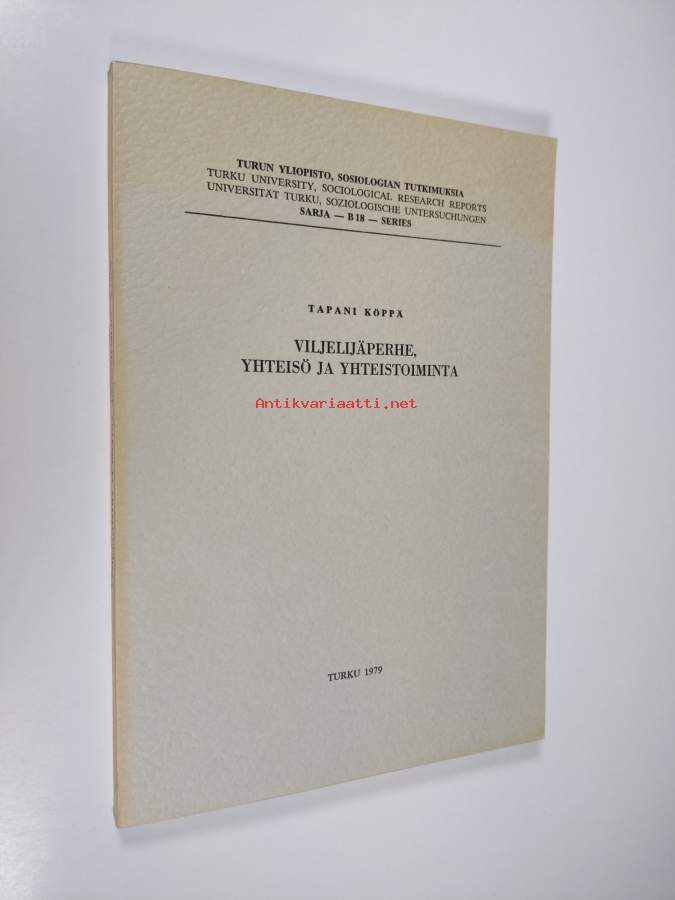 TURUN YLIOPISTO, SOSIOLOGIAN TUTKIMUKSIA
TURKU UNIVERSITY, SOCIOLOGICAL RESEARCH REPORTS
UNIVERSITÄT TURKU, SOZIOLOGISCHE UNTERSUCHUNGEN
SARJA — B 18 — SERIES
TAPANI KÖPPÄ
VILJELIJÄPERHE,
YHTEISÖ JA YHTEISTOIMINTA
Antikvariaatti.net
TURKU 1979